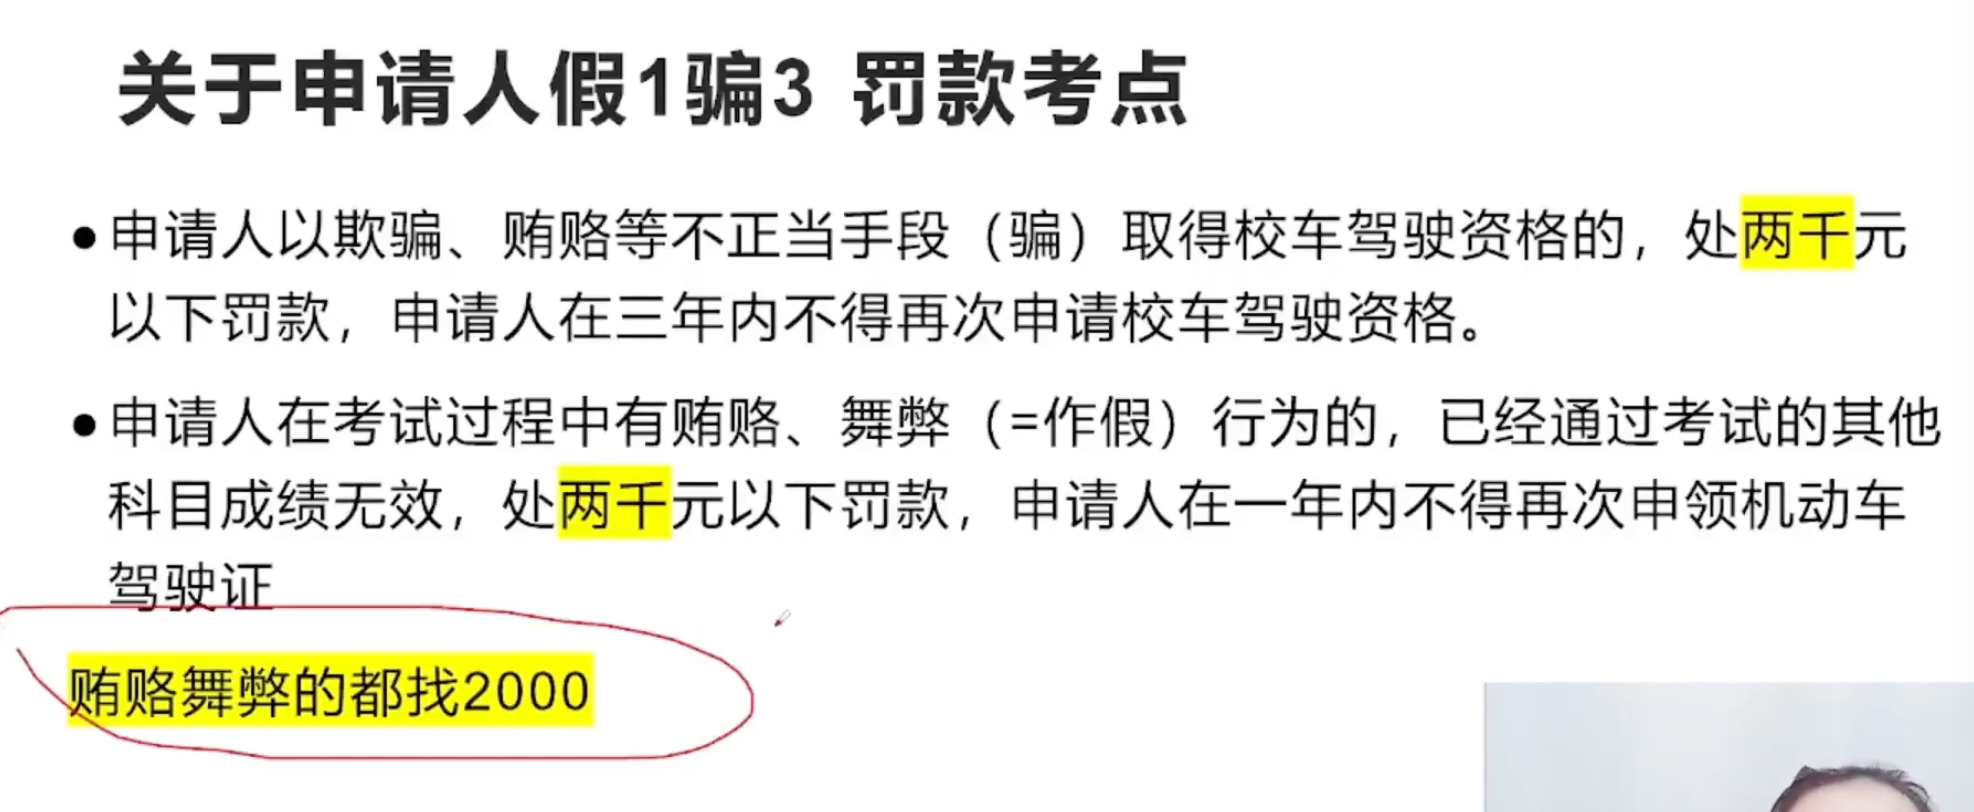 关于申请人假1骗3 罚款考点
●申请人以欺骗、贿赂等不正当手段（骗）取得校车驾驶资格的，处两千元
以下罚款，申请人在三年内不得再次申请校车驾驶资格。
●申请人在考试过程中有贿赂、舞弊（=作假）行为的，已经通过考试的其他
科目成绩无效，处两千元以下罚款，申请人在一年内不得再次申领机动车
驾驶证
贿赂舞弊的都找2000